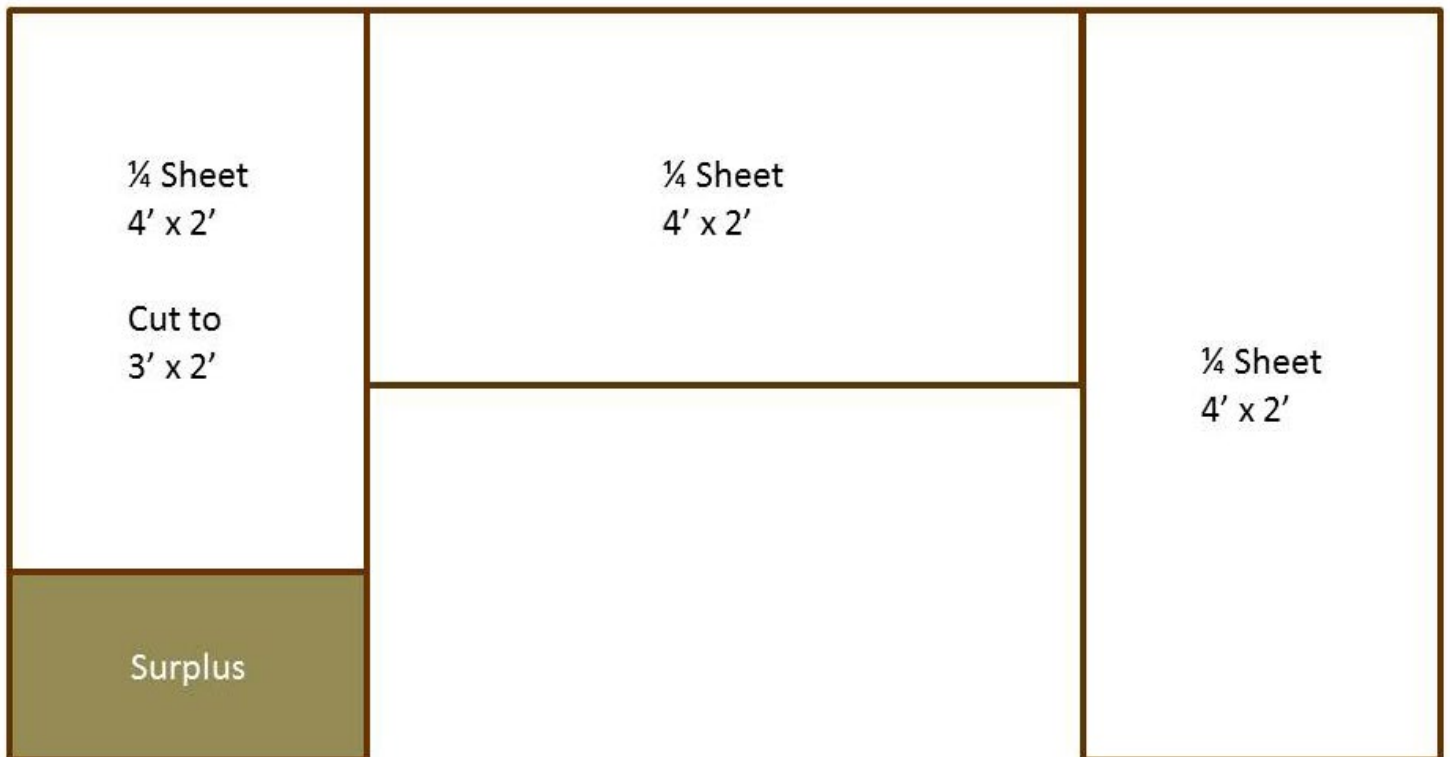 ¼ Sheet
4’ x 2’
Cut to
3’ x 2’
Surplus
¼ Sheet
4’ x 2’
¼ Sheet
4’ x 2’